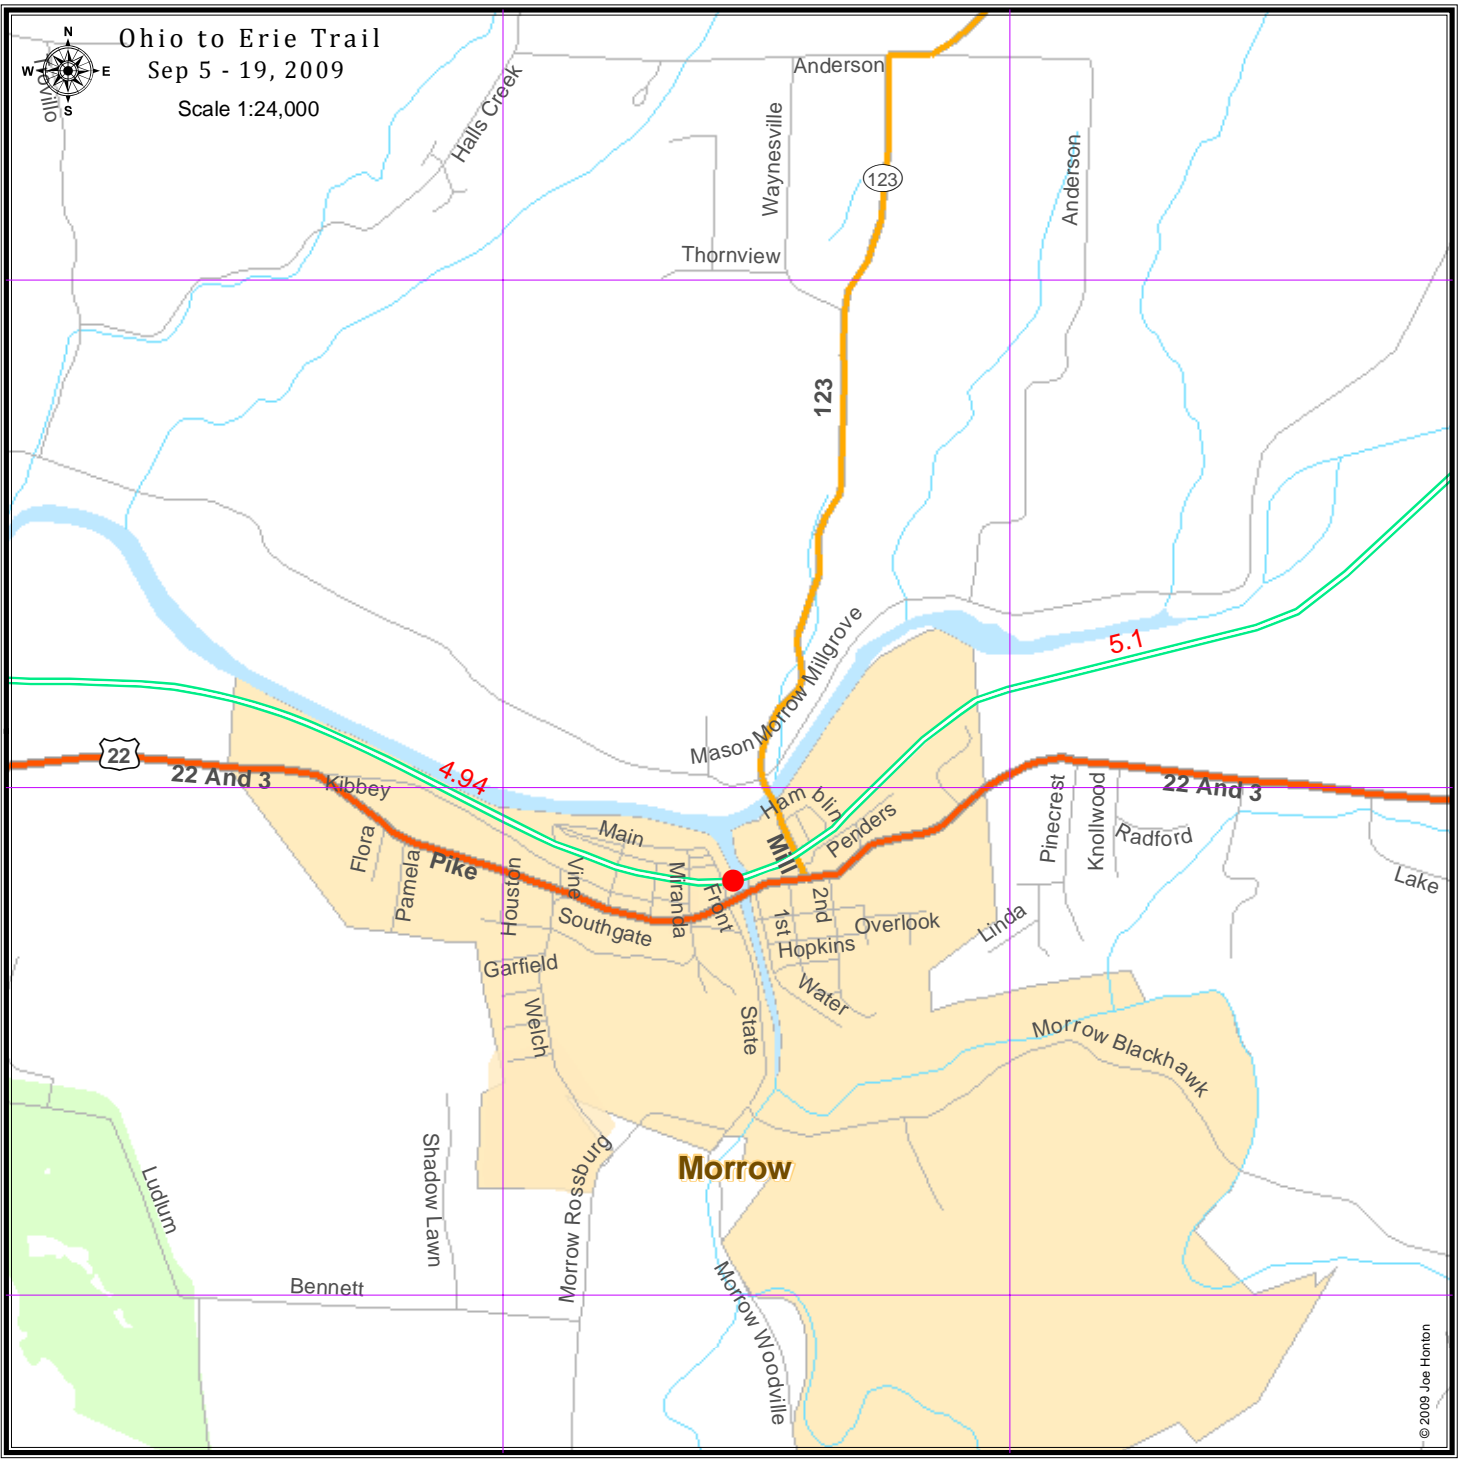 N
W
E
S
Ohio to Erie Trail
Sep 5 - 19, 2009
Scale 1:24,000
Halls Creek
Anderson
Waynesville
123
Anderson
Thornview
123
Mason Morrow Millgrove
5.1
22
22 And 3
4.94
Kibbey
22 And 3
Pinecrest
Knollwood
Radford
Lake
Hamblin
Penders
Mill
Main
Flora
Pamela
Pike
Houston
Vine
Miranda
Front
Southgate
1st
2nd
Overlook
Hopkins
Linda
Garfield
Water
Welch
State
Morrow Blackhawk
Morrow
Shadow Lawn
Morrow Rossburg
Ludlum
Bennett
Morrow Woodville
© 2009 Joe Honton